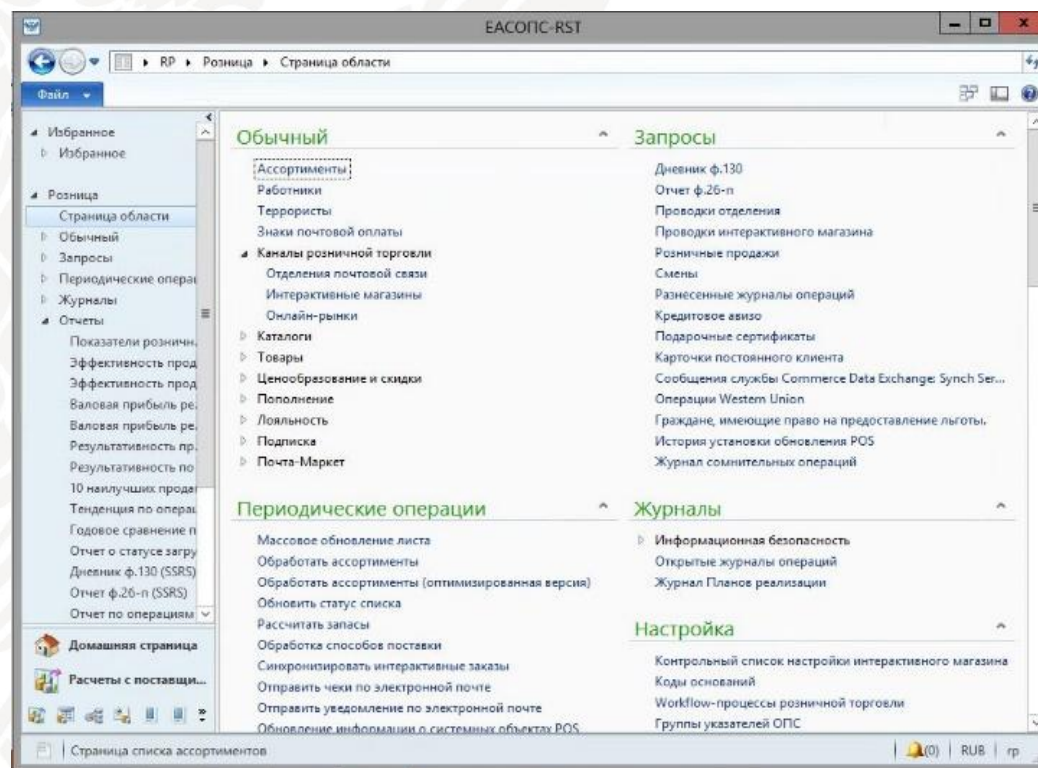 ЕАСОПС-RST
RP Розница Страница области
Файл
Избранное
Избранное
Розница
Страница области
Обычный
Запросы
Периодические опера
Журналы
Отчеты
Показатели розничн.
Эффективность прод
Эффективность прод
Валовая прибыль ре.
Валовая прибыль ре.
Результативность пр.
Результативность по
10 наилучших прода
Тенденция по операц
Годовое сравнение п
Отчет о статусе загру
Дневник ф.130 (SSRS)
Отчет ф.26-п (SSRS)
Отчет по операциям
Домашняя страница
Расчеты с поставщи...
Обычный
Ассортименты
Работники
Террористы
Знаки почтовой оплаты
Каналы розничной торговли
Отделения почтовой связи
Интерактивные магазины
Онлайн-рынки
Каталоги
Товары
Ценообразование и скидки
Пополнение
Лояльность
Подписка
Почта-Маркет
Периодические операции
Массовое обновление листа
Обработать ассортименты
Обработать ассортименты (оптимизированная версия)
Обновить статус списка
Рассчитать запасы
Обработка способов поставки
Синхронизировать интерактивные заказы
Отправить чеки по электронной почте
Отправить уведомление по электронной почте
Обновление информации о системных объектах POS
Запросы
Дневник ф.130
Отчет ф.26-п
Проводки отделения
Проводки интерактивного магазина
Розничные продажи
Смены
Разнесенные журналы операций
Кредитовое авизо
Подарочные сертификаты
Карточки постоянного клиента
Сообщения службы Commerce Data Exchange: Synch Ser...
Операции Western Union
Граждане, имеющие право на предоставление льготы.
История установки обновления POS
Журнал сомнительных операций
Журналы
Информационная безопасность
Открытые журналы операций
Журнал Планов реализации
Настройка
Контрольный список настройки интерактивного магазина
Коды оснований
Workflow-процессы розничной торговли
Группы указателей ОПС
Страница списка ассортиментов
(0) RUB rp